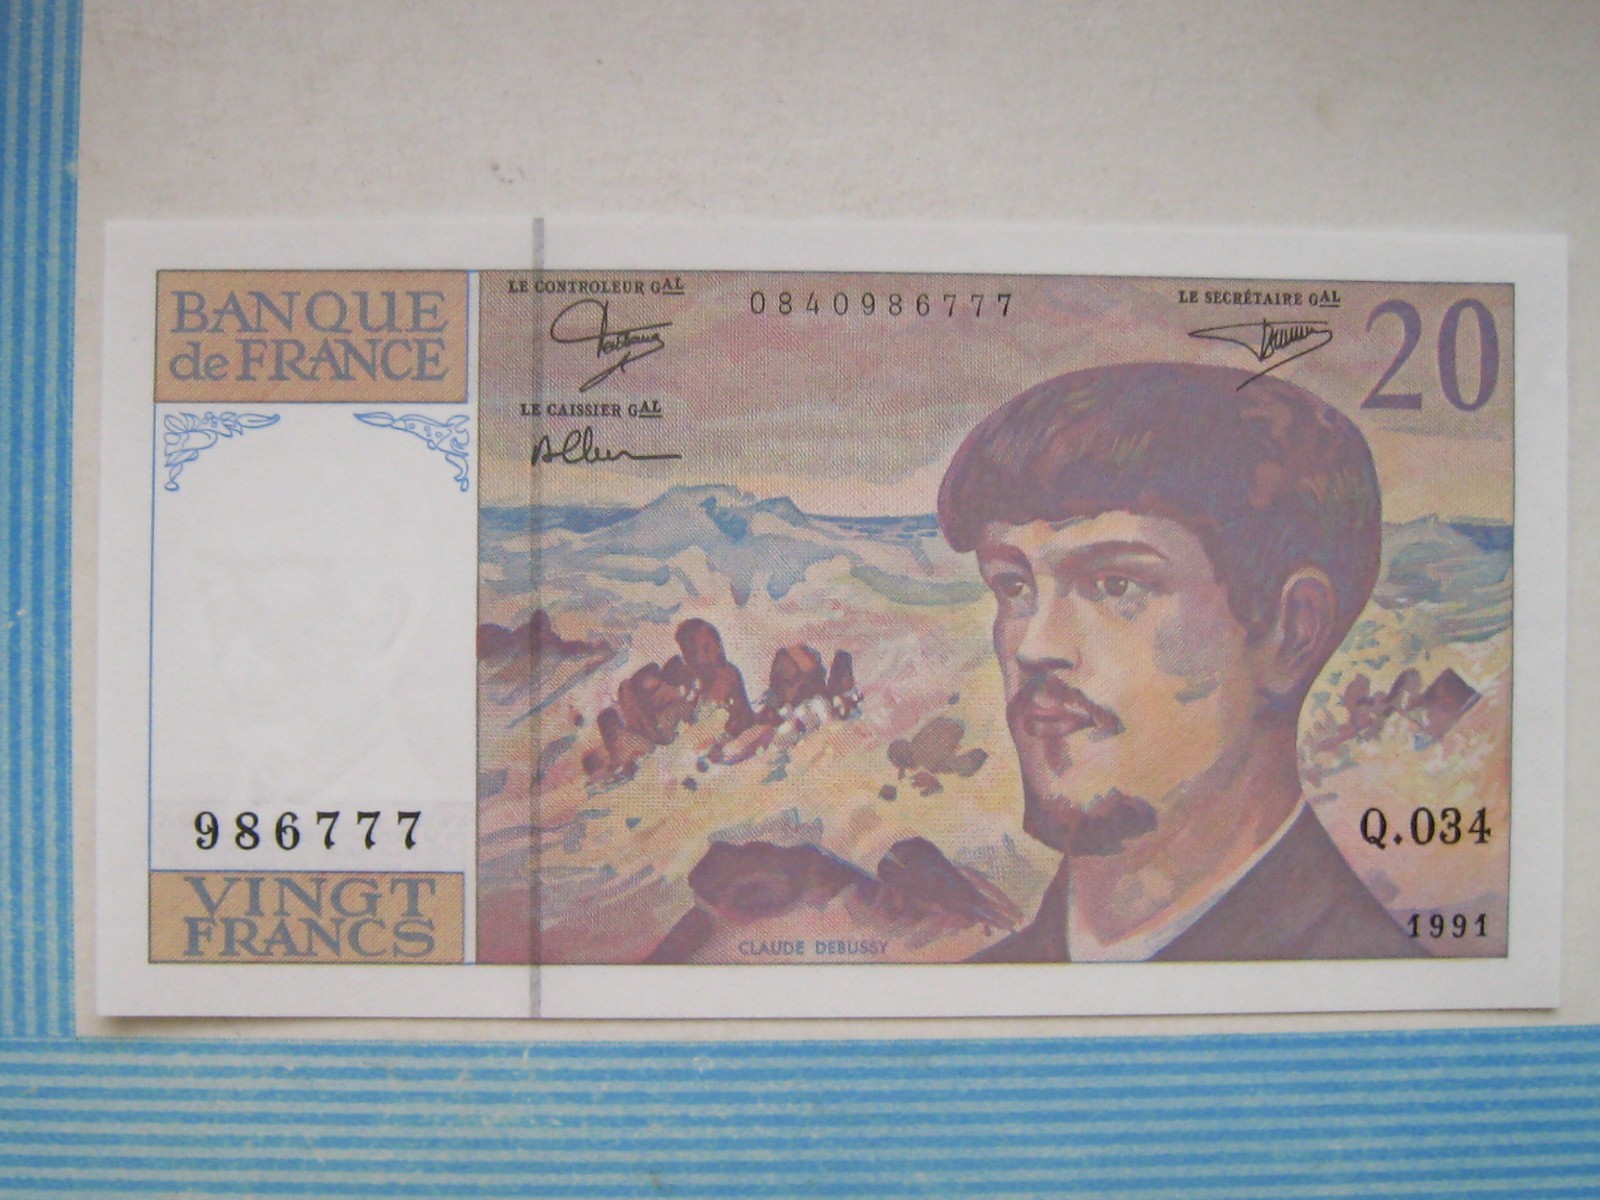 BANQUE
de FRANCE
LE CONTROLEUR GAL
0840986777
LE SECRÉTAIRE GAL
20
LE CAISSIER GAL
986777
Q.034
VINGT
FRANCS
1991
CLAUDE DEBUSSY